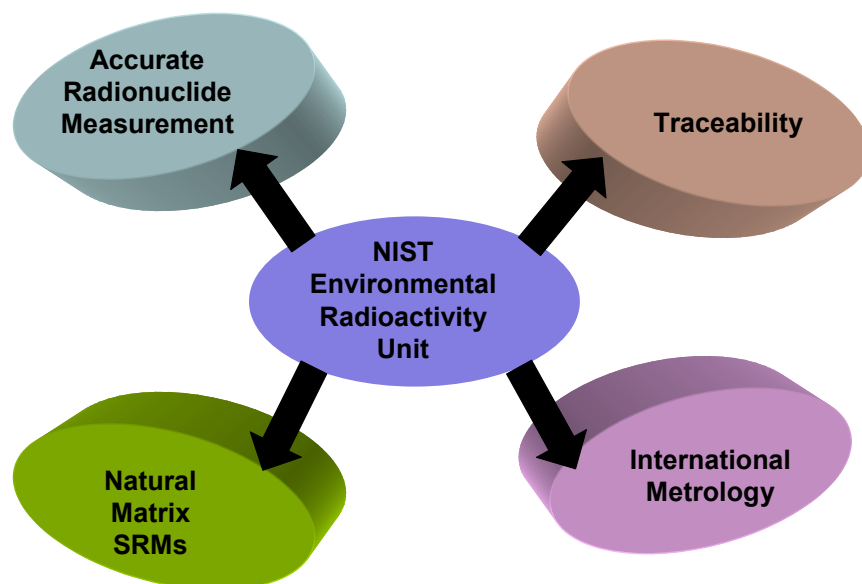 Accurate
Radionuclide
Measurement
Traceability
NIST
Environmental
Radioactivity
Unit
Natural
Matrix
SRMs
International
Metrology